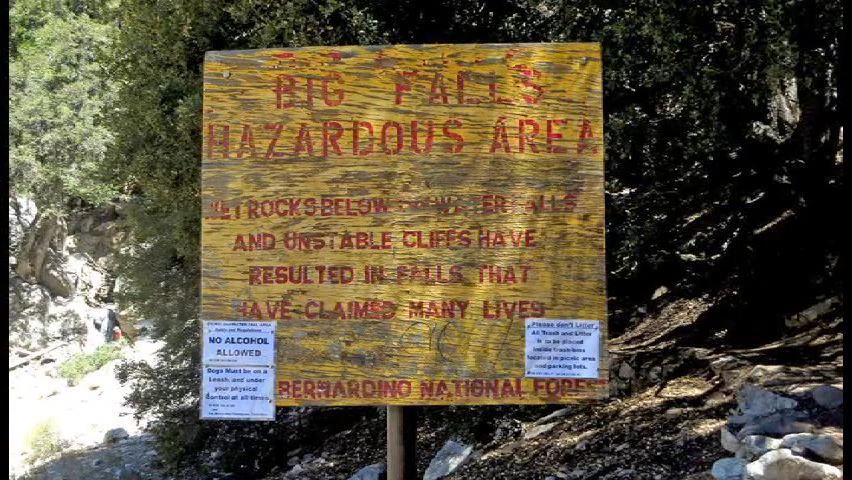 BIG FALLS
HAZARDOUS AREA
WET ROCKS BELOW THE WATERFALLS
AND UNSTABLE CLIFFS HAVE
RESULTED IN FALLS THAT
HAVE CLAIMED MANY LIVES
BERNARDINO NATIONAL FOREST
NO ALCOHOL
ALLOWED
Dogs Must be on a
Leash, and under
your physical
control at all times
Please don't Litter
All Trash and Litter
is to be placed
inside trash bins
located in picnic area
and parking lots.